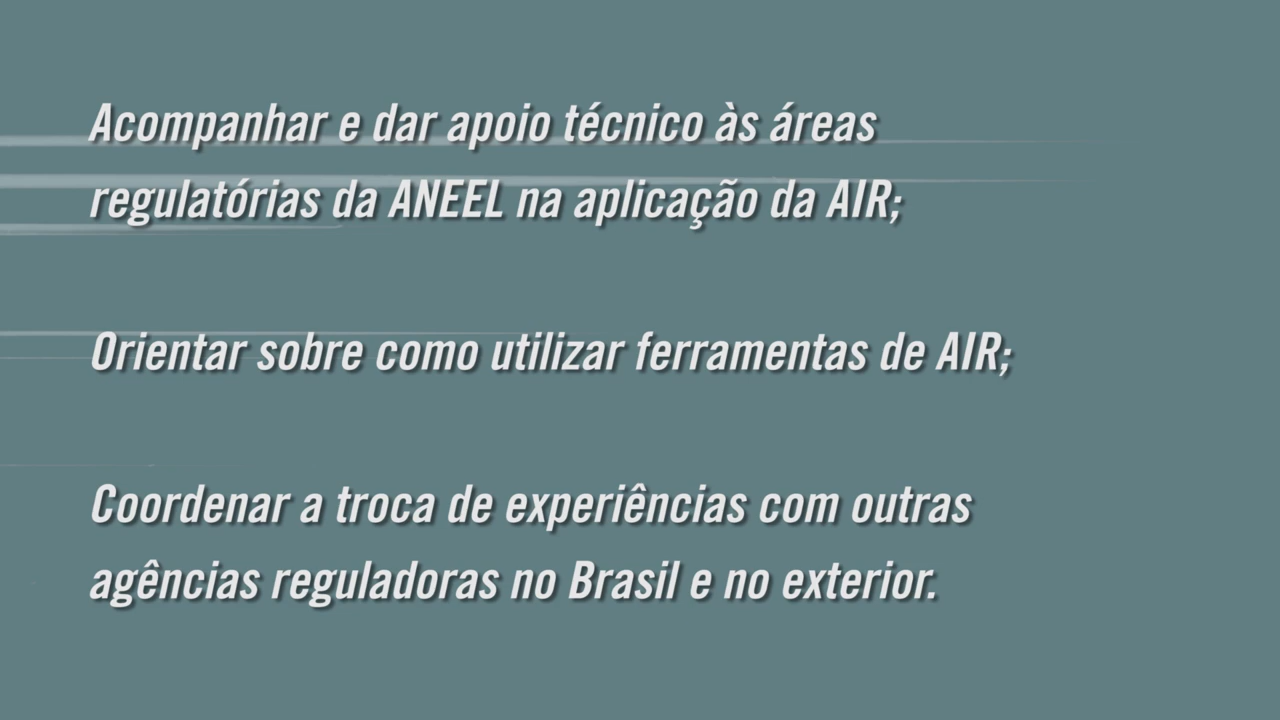 Acompanhar e dar apoio técnico às áreas
regulatórias da ANEEL na aplicação da AIR;
Orientar sobre como utilizar ferramentas de AIR;
Coordenar a troca de experiências com outras
agências reguladoras no Brasil e no exterior.